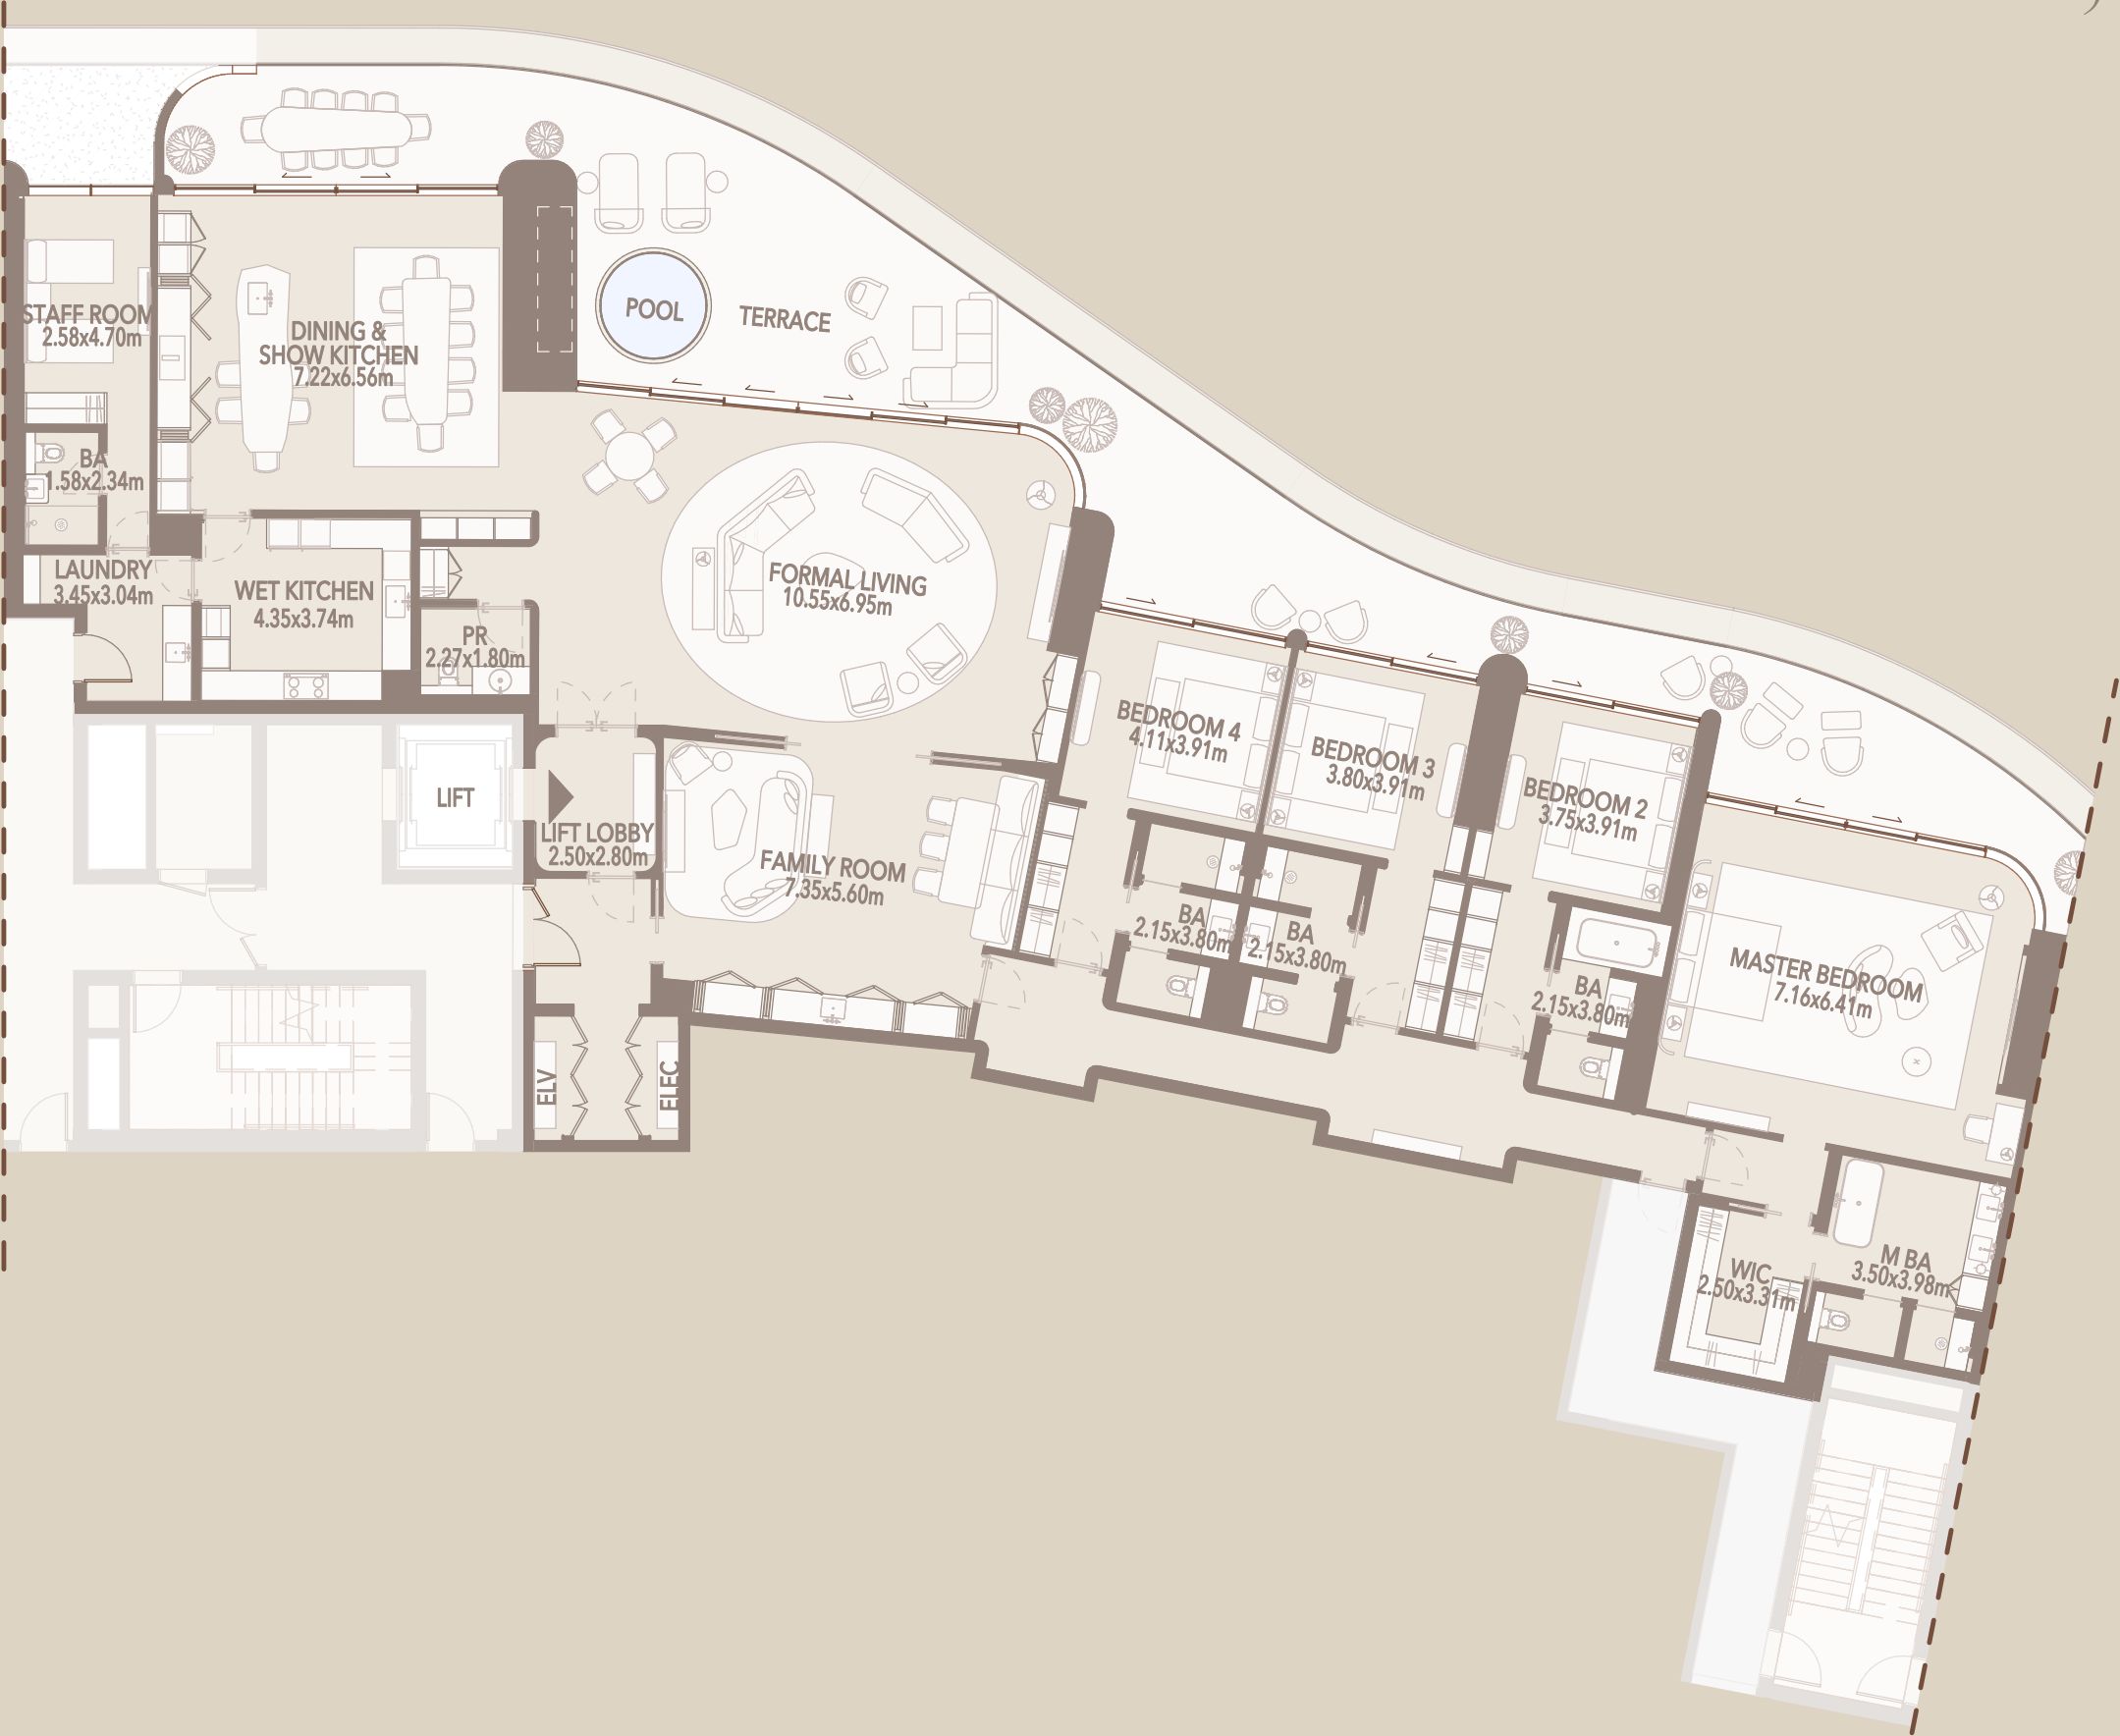 STAFF ROOM
2.58x4.70m
DINING &
SHOW KITCHEN
7.22x6.56m
POOL
TERRACE
BA
1.58x2.34m
LAUNDRY
3.45x3.04m
WET KITCHEN
4.35x3.74m
PR
2.27x1.80m
FORMAL LIVING
10.55x6.95m
LIFT
LIFT LOBBY
2.50x2.80m
FAMILY ROOM
7.35x5.60m
BEDROOM 4
4.11x3.91m
BEDROOM 3
3.80x3.91m
BEDROOM 2
3.75x3.91m
BA
2.15x3.80m
BA
2.15x3.80m
BA
2.15x3.80m
MASTER BEDROOM
7.16x6.41m
ELV
ELEC
WIC
2.50x3.31m
M BA
3.50x3.98m